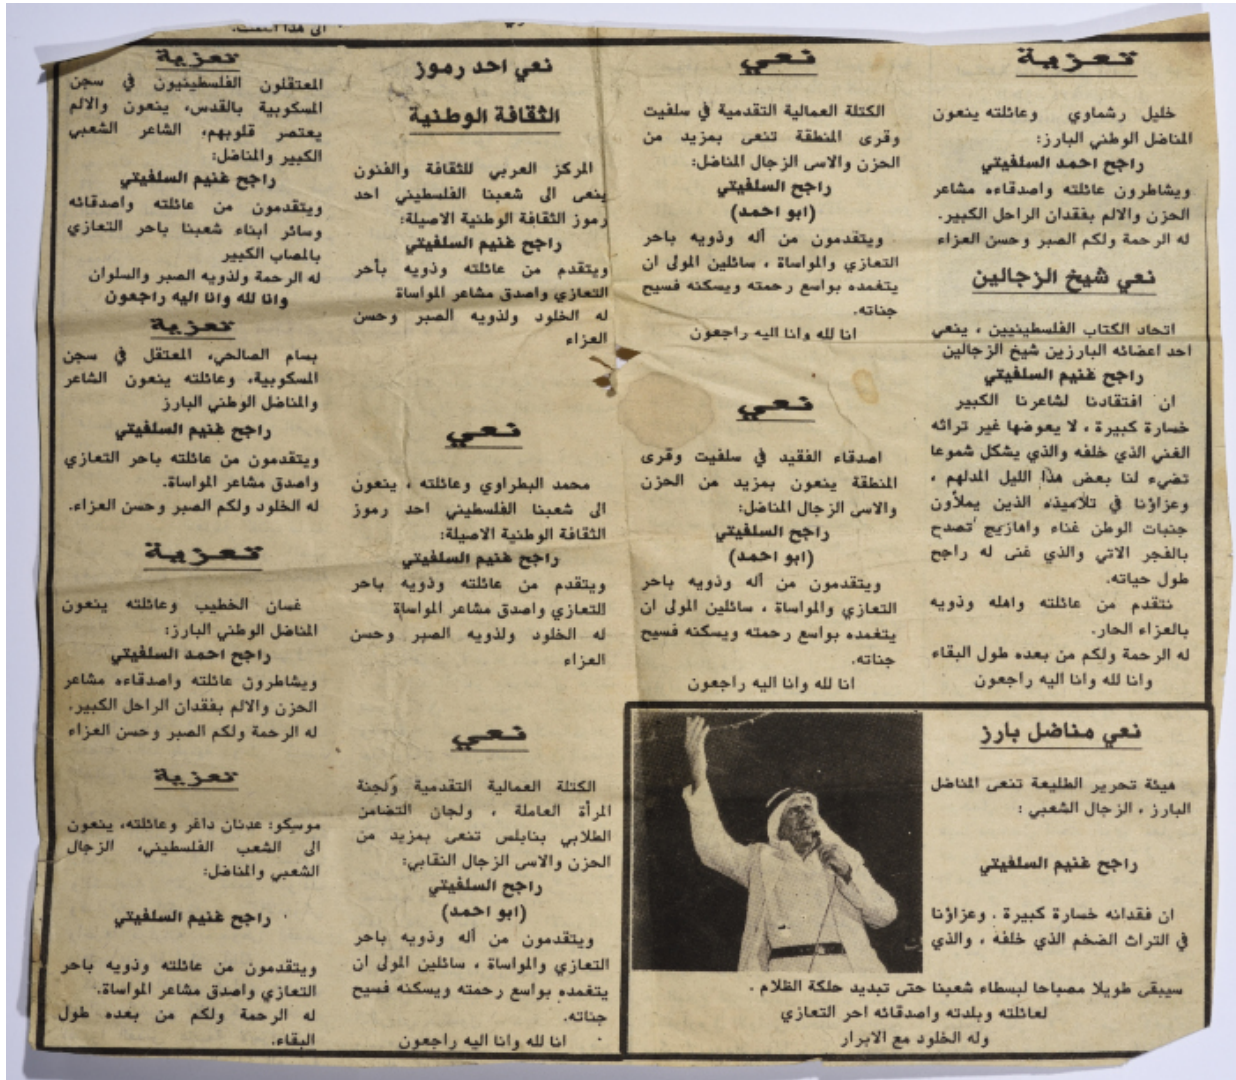 تعزية
خليل رشماوي وعائلته ينعون
المناضل الوطني البارز:
راجح احمد السلفيتي
ويشاطرون عائلته واصدقاءه مشاعر
الحزن والالم بفقدان الراحل الكبير.
له الرحمة ولكم الصبر وحسن العزاء
نعي شيخ الزجالين
اتحاد الكتاب الفلسطينيين ، ينعي
احد اعضائه البارزين شيخ الزجالين
راجح غنيم السلفيتي
ان افتقادنا لشاعرنا الكبير
خسارة كبيرة ، لا يعوضها غير تراثه
الغني الذي خلفه والذي يشكل شموعا
تضيء لنا بعض هذا الليل المدلهم ،
وعزاؤنا في تلاميذه الذين يملأون
جنبات الوطن غناء واهازيج تصدح
بالفجر الاتي والذي غنى له راجح
طول حياته.
نتقدم من عائلته واهله وذويه
بالعزاء الحار.
له الرحمة ولكم من بعده طول البقاء
وانا لله وانا اليه راجعون
نعي
الكتلة العمالية التقدمية في سلفيت
وقرى المنطقة تنعى بمزيد من
الحزن والاسى الزجال المناضل:
راجح السلفيتي
(ابو احمد)
ويتقدمون من آله وذويه باحر
التعازي والمواساة ، سائلين المولى ان
يتغمده بواسع رحمته ويسكنه فسيح
جناته.
انا لله وانا اليه راجعون
نعي
اصدقاء الفقيد في سلفيت وقرى
المنطقة ينعون بمزيد من الحزن
والاسى الزجال المناضل:
راجح السلفيتي
(ابو احمد)
ويتقدمون من آله وذويه باحر
التعازي والمواساة ، سائلين المولى ان
يتغمده بواسع رحمته ويسكنه فسيح
جناته.
انا لله وانا اليه راجعون
نعي مناضل بارز
هيئة تحرير الطليعة تنعى المناضل
البارز ، الزجال الشعبي :
راجح غنيم السلفيتي
ان فقدانه خسارة كبيرة . وعزاؤنا
في التراث الضخم الذي خلفه ، والذي
سيبقى طويلا مصباحا لبسطاء شعبنا حتى تبديد حلكة الظلام .
لعائلته وبلدته واصدقائه احر التعازي
وله الخلود مع الابرار
نعي احد رموز
الثقافة الوطنية
المركز العربي للثقافة والفنون
ينعى الى شعبنا الفلسطيني احد
رموز الثقافة الوطنية الاصيلة:
راجح غنيم السلفيتي
ويتقدم من عائلته وذويه بأحر
التعازي واصدق مشاعر المواساة
له الخلود ولذويه الصبر وحسن
العزاء
نعي
محمد البطراوي وعائلته ، ينعون
الى شعبنا الفلسطيني احد رموز
الثقافة الوطنية الاصيلة:
راجح غنيم السلفيتي
ويتقدم من عائلته وذويه باحر
التعازي واصدق مشاعر المواساة
له الخلود ولذويه الصبر وحسن
العزاء
نعي
الكتلة العمالية التقدمية ولجنة
المرأة العاملة ، ولجان التضامن
الطلابي بنابلس تنعى بمزيد من
الحزن والاسى الزجال النقابي:
راجح السلفيتي
(ابو احمد)
ويتقدمون من آله وذويه باحر
التعازي والمواساة ، سائلين المولى ان
يتغمده بواسع رحمته ويسكنه فسيح
جناته.
انا لله وانا اليه راجعون
تعزية
المعتقلون الفلسطينيون في سجن
المسكوبية بالقدس، ينعون والالم
يعتصر قلوبهم، الشاعر الشعبي
الكبير والمناضل:
راجح غنيم السلفيتي
ويتقدمون من عائلته واصدقائه
وسائر ابناء شعبنا باحر التعازي
بالمصاب الكبير
له الرحمة ولذويه الصبر والسلوان
وانا لله وانا اليه راجعون
تعزية
بسام الصالحي، المعتقل في سجن
المسكوبية، وعائلته ينعون الشاعر
والمناضل الوطني البارز
راجح غنيم السلفيتي
ويتقدمون من عائلته باحر التعازي
واصدق مشاعر المواساة.
له الخلود ولكم الصبر وحسن العزاء.
تعزية
غسان الخطيب وعائلته ينعون
المناضل الوطني البارز:
راجح احمد السلفيتي
ويشاطرون عائلته واصدقاءه مشاعر
الحزن والالم بفقدان الراحل الكبير.
له الرحمة ولكم الصبر وحسن العزاء
تعزية
موسكو: عدنان داغر وعائلته، ينعون
الى الشعب الفلسطيني، الزجال
الشعبي والمناضل:
راجح غنيم السلفيتي
ويتقدمون من عائلته وذويه باحر
التعازي واصدق مشاعر المواساة.
له الرحمة ولكم من بعده طول
البقاء.